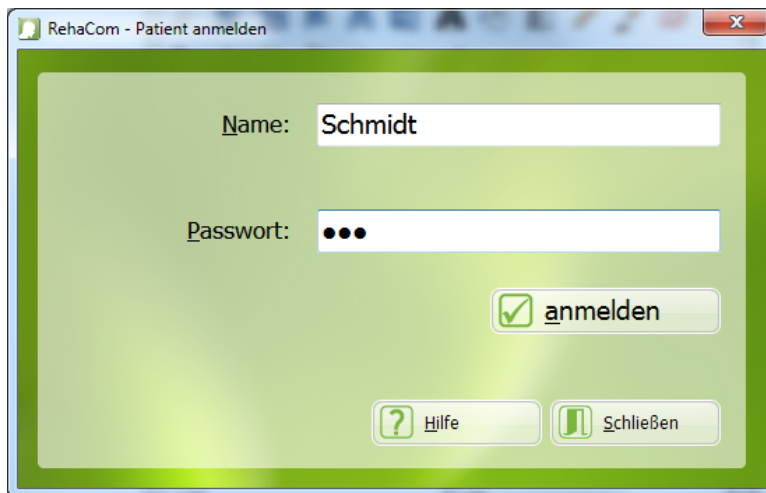 RehaCom - Patient anmelden
Name: Schmidt
Passwort: ●●●
anmelden
Hilfe Schließen